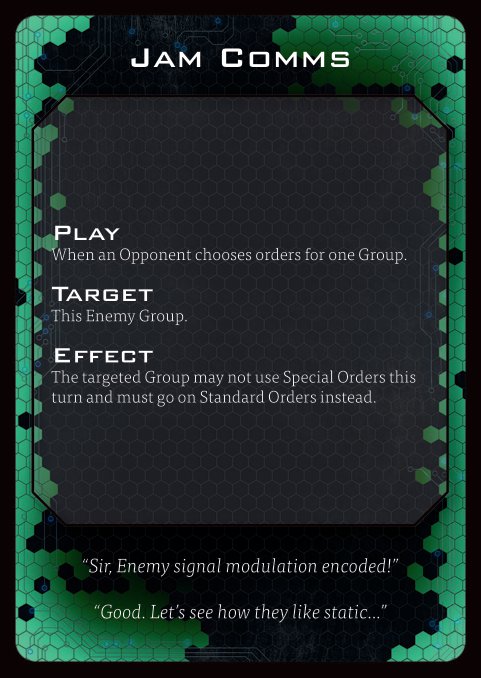 Jam Comms
Play
When an Opponent chooses orders for one Group.
Target
This Enemy Group.
Effect
The targeted Group may not use Special Orders this
turn and must go on Standard Orders instead.
“Sir, Enemy signal modulation encoded!”
“Good. Let’s see how they like static...”